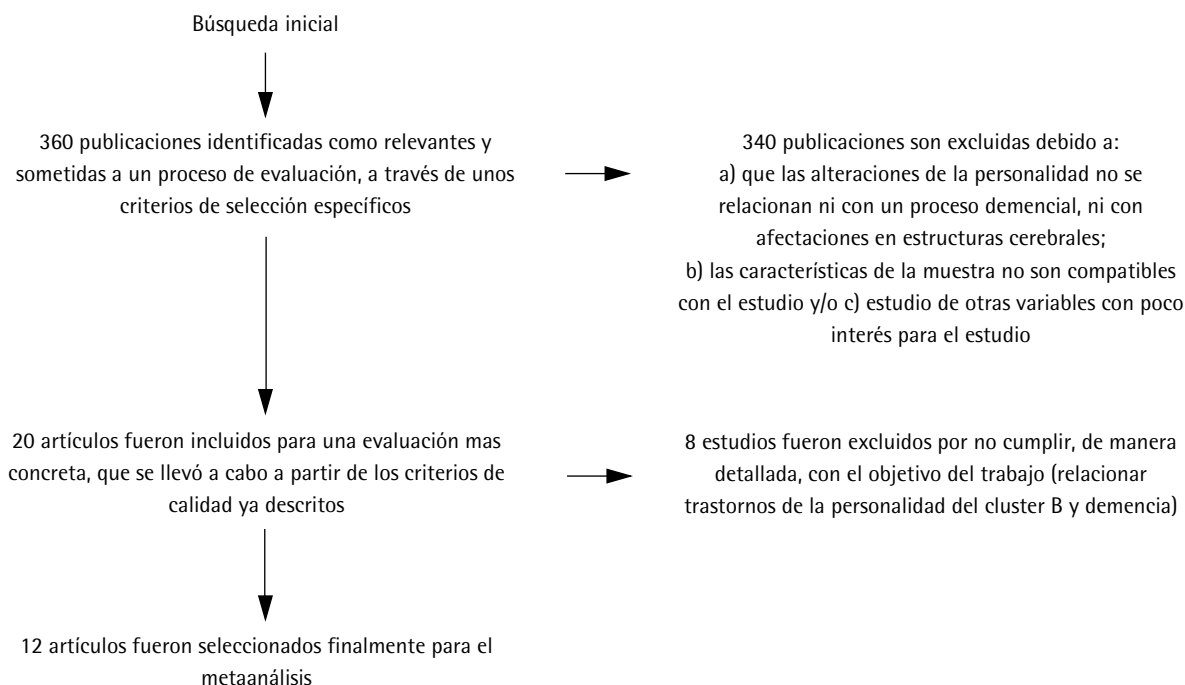 Búsqueda inicial
360 publicaciones identificadas como relevantes y
sometidas a un proceso de evaluación, a través de unos
criterios de selección específicos
340 publicaciones son excluidas debido a:
a) que las alteraciones de la personalidad no se
relacionan ni con un proceso demencial, ni con
afectaciones en estructuras cerebrales;
b) las características de la muestra no son compatibles
con el estudio y/o c) estudio de otras variables con poco
interés para el estudio
20 artículos fueron incluidos para una evaluación mas
concreta, que se llevó a cabo a partir de los criterios de
calidad ya descritos
8 estudios fueron excluidos por no cumplir, de manera
detallada, con el objetivo del trabajo (relacionar
trastornos de la personalidad del cluster B y demencia)
12 artículos fueron seleccionados finalmente para el
metaanálisis